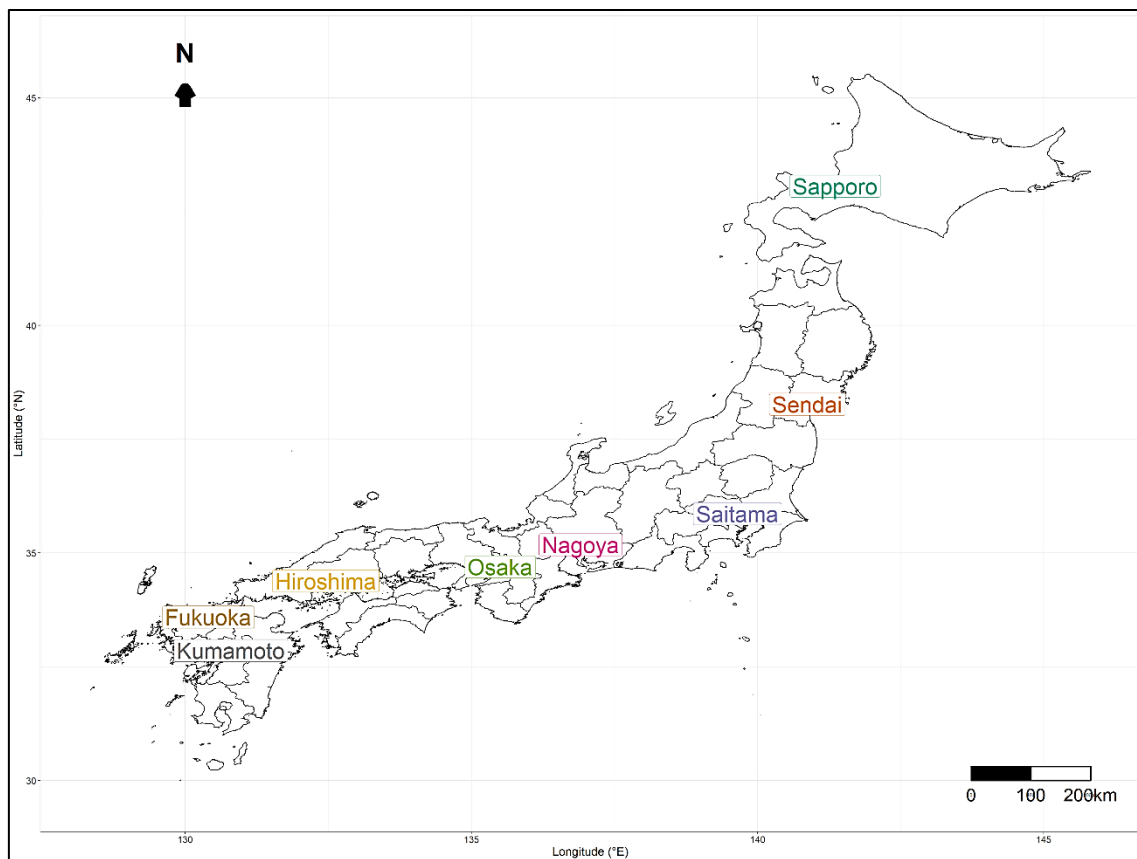 N
45
Sapporo
40
Sendai
Latitude (°N)
Saitama
35
Nagoya
Osaka
Hiroshima
Fukuoka
Kumamoto
30
0 100 200km
130 135 140 145
Longitude (°E)